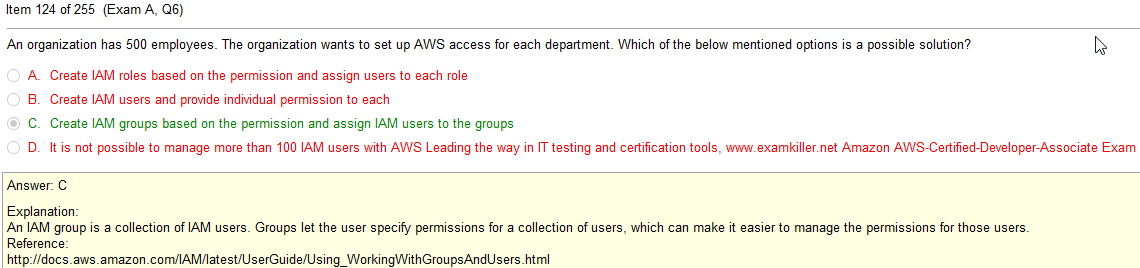 Item 124 of 255 (Exam A, Q6)
An organization has 500 employees. The organization wants to set up AWS access for each department. Which of the below mentioned options is a possible solution?
A. Create IAM roles based on the permission and assign users to each role
B. Create IAM users and provide individual permission to each
C. Create IAM groups based on the permission and assign IAM users to the groups
D. It is not possible to manage more than 100 IAM users with AWS Leading the way in IT testing and certification tools, www.examkiller.net Amazon AWS-Certified-Developer-Associate Exam
Answer: C
Explanation:
An IAM group is a collection of IAM users. Groups let the user specify permissions for a collection of users, which can make it easier to manage the permissions for those users.
Reference:
http://docs.aws.amazon.com/IAM/latest/UserGuide/Using_WorkingWithGroupsAndUsers.html